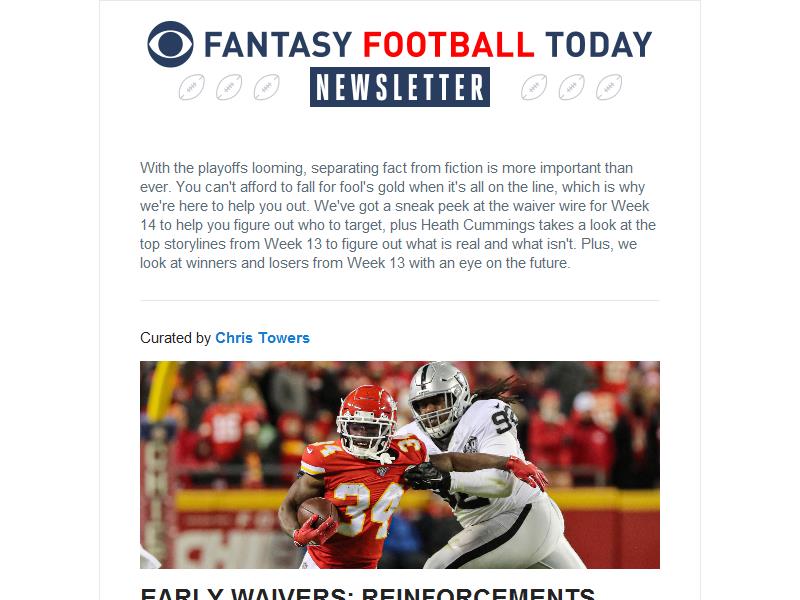 FANTASY FOOTBALL TODAY
NEWSLETTER
With the playoffs looming, separating fact from fiction is more important than
ever. You can't afford to fall for fool's gold when it's all on the line, which is why
we're here to help you out. We've got a sneak peek at the waiver wire for Week
14 to help you figure out who to target, plus Heath Cummings takes a look at the
top storylines from Week 13 to figure out what is real and what isn't. Plus, we
look at winners and losers from Week 13 with an eye on the future.
Curated by Chris Towers
34
34
EARLY WAIVERS: REINFORCEMENTS